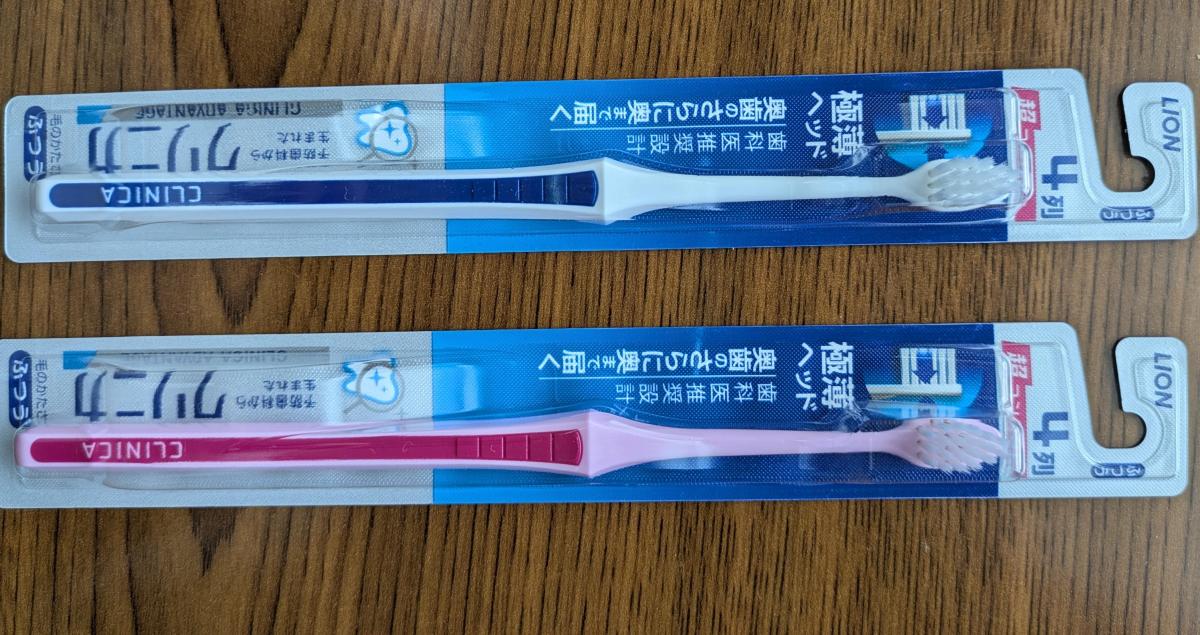 LION
4列
ふつう
超コン
極薄
ヘッド
歯科医推奨設計
奥歯のさらに奥まで届く
予防歯科から
生まれた
クリニカ
CLINICA ADVANTAGE
毛のかたさ
ふつう
CLINICA
LION
4列
ふつう
超コン
極薄
ヘッド
歯科医推奨設計
奥歯のさらに奥まで届く
予防歯科から
生まれた
クリニカ
CLINICA ADVANTAGE
毛のかたさ
ふつう
CLINICA